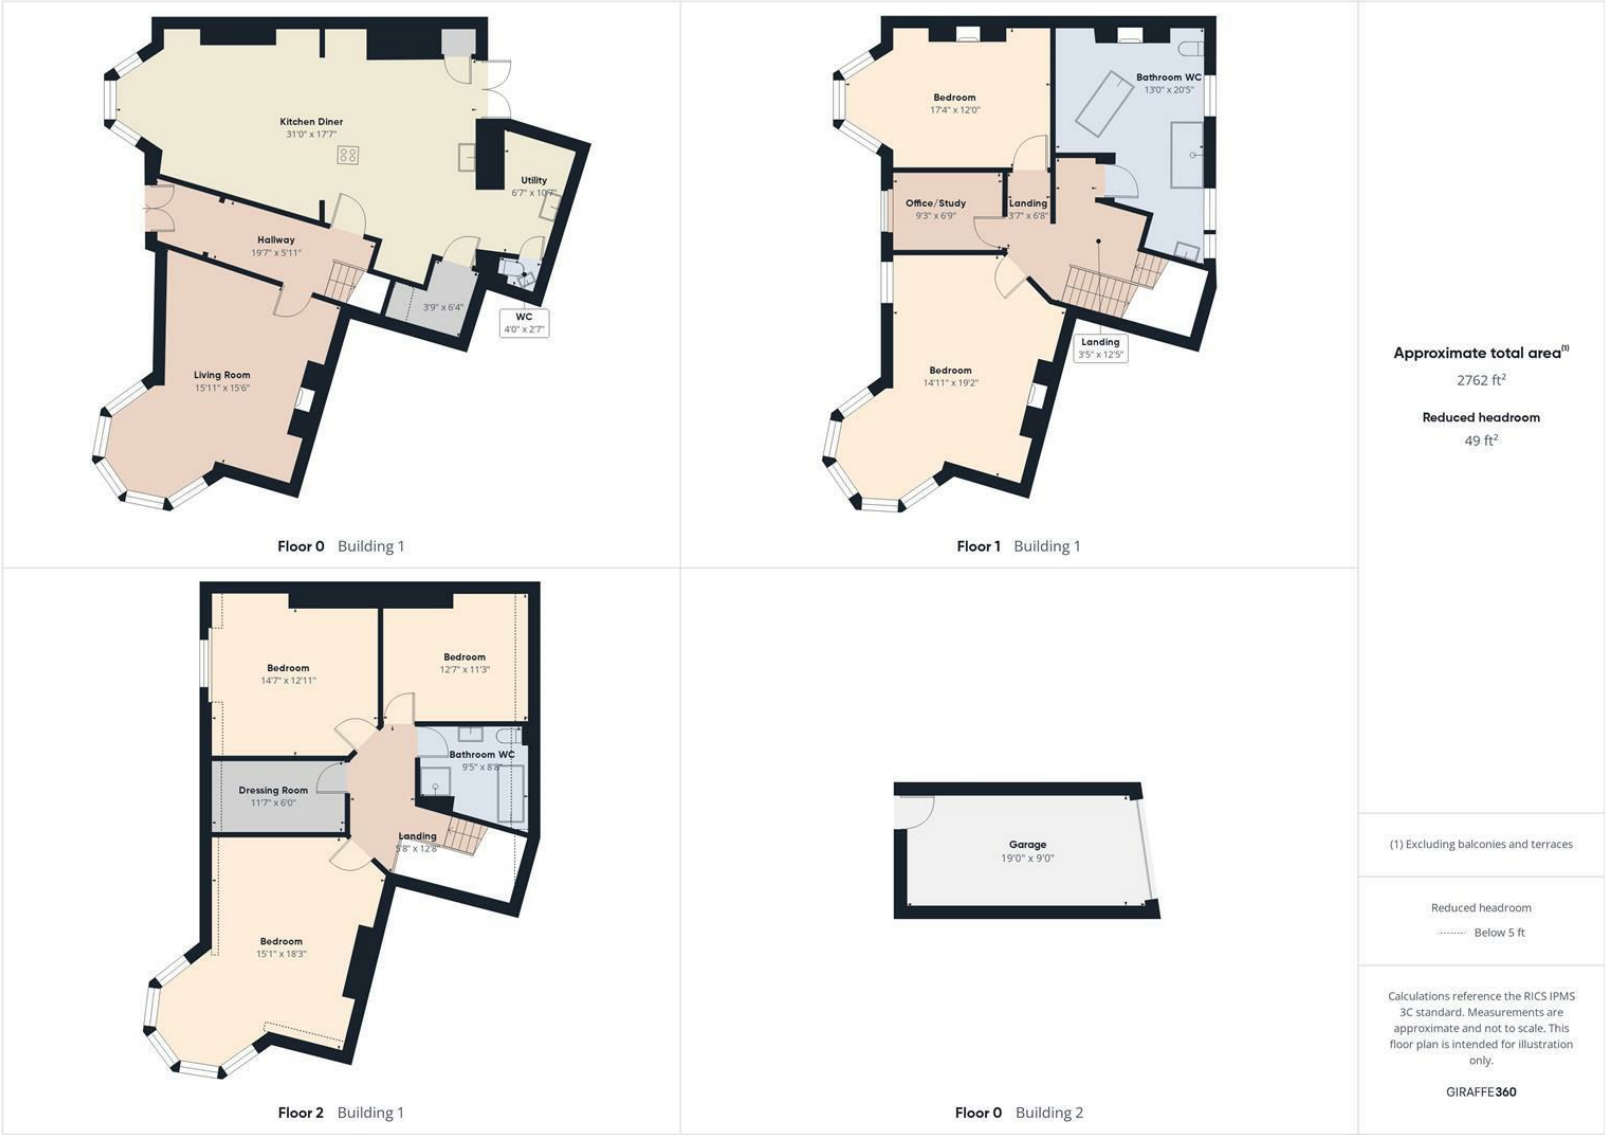 Kitchen Diner
31'0" x 17'7"
Utility
6'7" x 10'7"
Hallway
19'7" x 5'11"
3'9" x 6'4"
WC
4'0" x 2'7"
Living Room
15'11" x 15'6"
Floor 0 Building 1
Bedroom
17'4" x 12'0"
Bathroom WC
13'0" x 20'5"
Office/Study
9'3" x 6'9"
Landing
3'7" x 6'8"
Landing
3'5" x 12'5"
Bedroom
14'11" x 19'2"
Floor 1 Building 1
Approximate total area(1)
2762 ft²
Reduced headroom
49 ft²
Bedroom
14'7" x 12'11"
Bedroom
12'7" x 11'3"
Bathroom WC
9'5" x 8'8"
Dressing Room
11'7" x 6'0"
Landing
5'8" x 12'8"
Bedroom
15'1" x 18'3"
Floor 2 Building 1
Garage
19'0" x 9'0"
Floor 0 Building 2
(1) Excluding balconies and terraces
Reduced headroom
Below 5 ft
Calculations reference the RICS IPMS
3C standard. Measurements are
approximate and not to scale. This
floor plan is intended for illustration
only.
GIRAFFE360